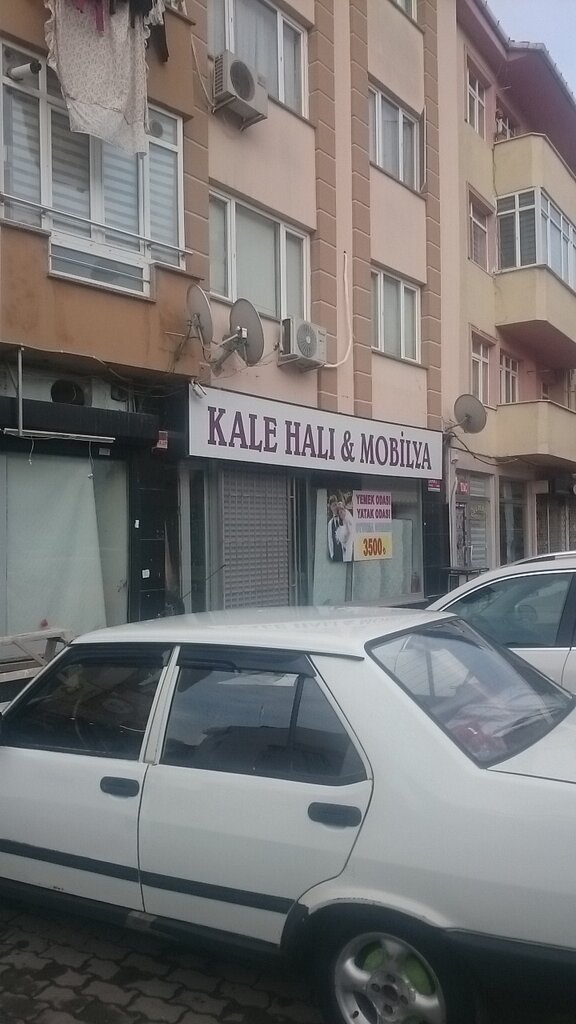 KALE HALI & MOBİLYA
YEMEK ODASI
YATAK ODASI
3500₺